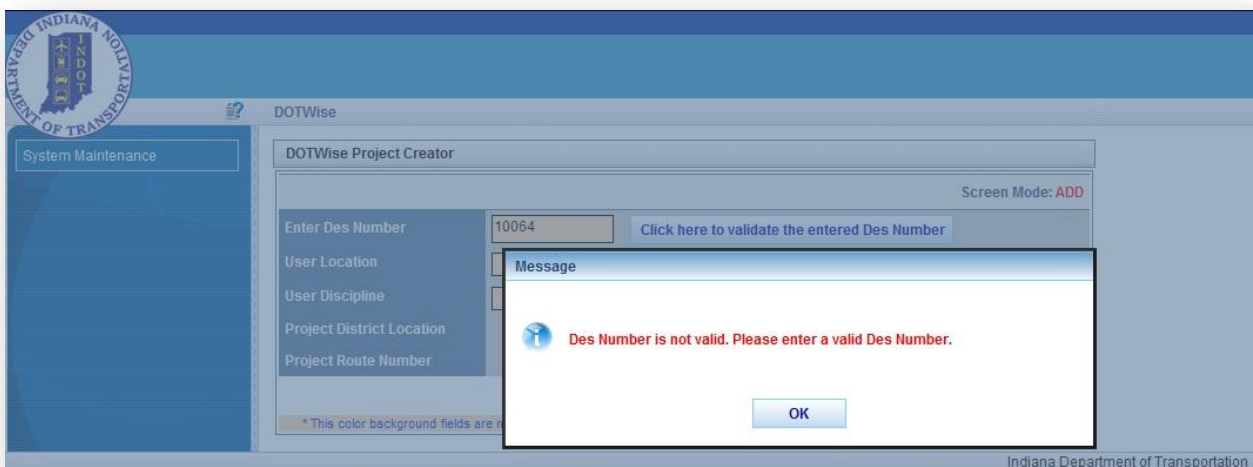 INDIANA DEPARTMENT OF TRANSPORTATION
INDOT
DOTWise
System Maintenance
DOTWise Project Creator
Screen Mode: ADD
Enter Des Number 10064 Click here to validate the entered Des Number
User Location
User Discipline
Project District Location
Project Route Number
Message
Des Number is not valid. Please enter a valid Des Number.
OK
* This color background fields are
Indiana Department of Transportation